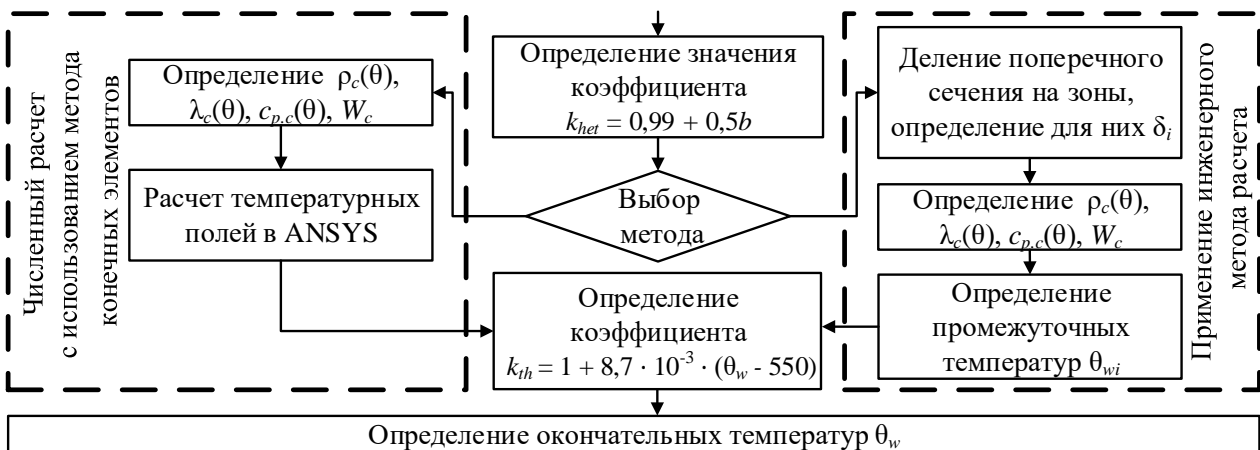 Численный расчет
с использованием метода
конечных элементов
Определение ρc(θ),
λc(θ), cp.c(θ), Wc
Расчет температурных
полей в ANSYS
Определение значения
коэффициента
khet = 0,99 + 0,5b
Выбор
метода
Определение
коэффициента
kth = 1 + 8,7 · 10-3 · (θw - 550)
Деление поперечного
сечения на зоны,
определение для них δi
Определение ρc(θ),
λc(θ), cp.c(θ), Wc
Определение
промежуточных
температур θwi
Применение инженерного
метода расчета
Определение окончательных температур θw